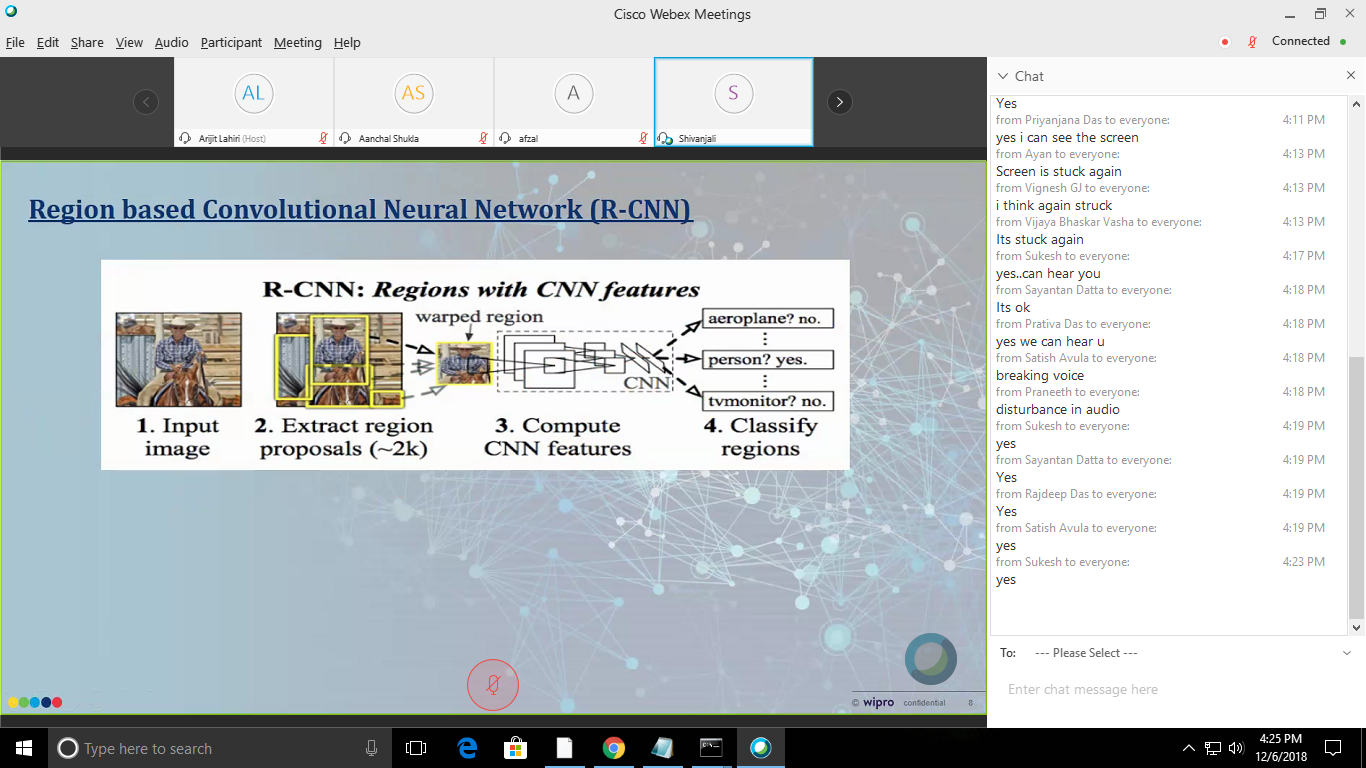 Cisco Webex Meetings
File Edit Share View Audio Participant Meeting Help
Connected
AL
Arijit Lahiri (Host)
AS
Aanchal Shukla
A
afzal
S
Shivanjali
Region based Convolutional Neural Network (R-CNN)
R-CNN: Regions with CNN features
warped region
aeroplane? no.
person? yes.
CNN
tvmonitor? no.
1. Input
image
2. Extract region
proposals (~2k)
3. Compute
CNN features
4. Classify
regions
© wipro confidential 8
Chat
Yes
from Priyanjana Das to everyone: 4:11 PM
yes i can see the screen
from Ayan to everyone: 4:13 PM
Screen is stuck again
from Vignesh GJ to everyone: 4:13 PM
i think again struck
from Vijaya Bhaskar Vasha to everyone: 4:13 PM
Its stuck again
from Sukesh to everyone: 4:17 PM
yes..can hear you
from Sayantan Datta to everyone: 4:18 PM
Its ok
from Prativa Das to everyone: 4:18 PM
yes we can hear u
from Satish Avula to everyone: 4:18 PM
breaking voice
from Praneeth to everyone: 4:18 PM
disturbance in audio
from Sukesh to everyone: 4:19 PM
yes
from Sayantan Datta to everyone: 4:19 PM
Yes
from Rajdeep Das to everyone: 4:19 PM
Yes
from Satish Avula to everyone: 4:19 PM
yes
from Sukesh to everyone: 4:23 PM
yes
To: --- Please Select ---
Enter chat message here
Type here to search
4:25 PM
12/6/2018